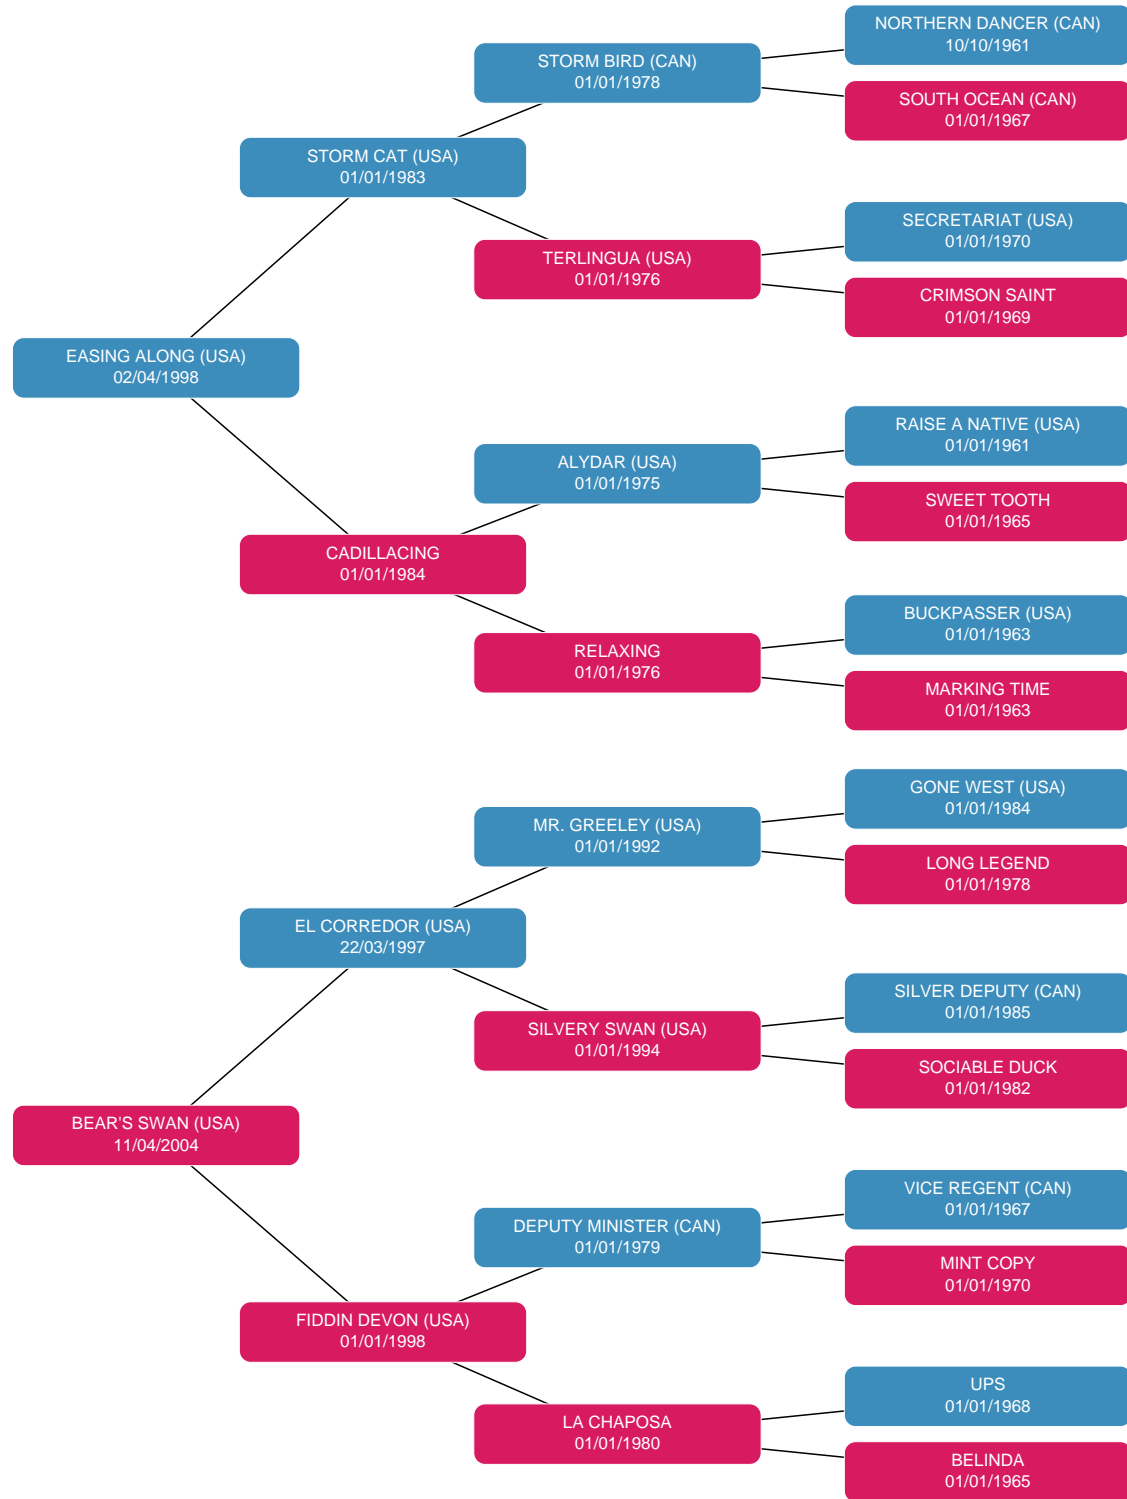 NORTHERN DANCER (CAN)
10/10/1961
STORM BIRD (CAN)
01/01/1978
SOUTH OCEAN (CAN)
01/01/1967
STORM CAT (USA)
01/01/1983
SECRETARIAT (USA)
01/01/1970
TERLINGUA (USA)
01/01/1976
CRIMSON SAINT
01/01/1969
EASING ALONG (USA)
02/04/1998
RAISE A NATIVE (USA)
01/01/1961
ALYDAR (USA)
01/01/1975
SWEET TOOTH
01/01/1965
CADILLACING
01/01/1984
BUCKPASSER (USA)
01/01/1963
RELAXING
01/01/1976
MARKING TIME
01/01/1963
GONE WEST (USA)
01/01/1984
MR. GREELEY (USA)
01/01/1992
LONG LEGEND
01/01/1978
EL CORREDOR (USA)
22/03/1997
SILVER DEPUTY (CAN)
01/01/1985
SILVERY SWAN (USA)
01/01/1994
SOCIABLE DUCK
01/01/1982
BEAR'S SWAN (USA)
11/04/2004
VICE REGENT (CAN)
01/01/1967
DEPUTY MINISTER (CAN)
01/01/1979
MINT COPY
01/01/1970
FIDDIN DEVON (USA)
01/01/1998
UPS
01/01/1968
LA CHAPOSA
01/01/1980
BELINDA
01/01/1965